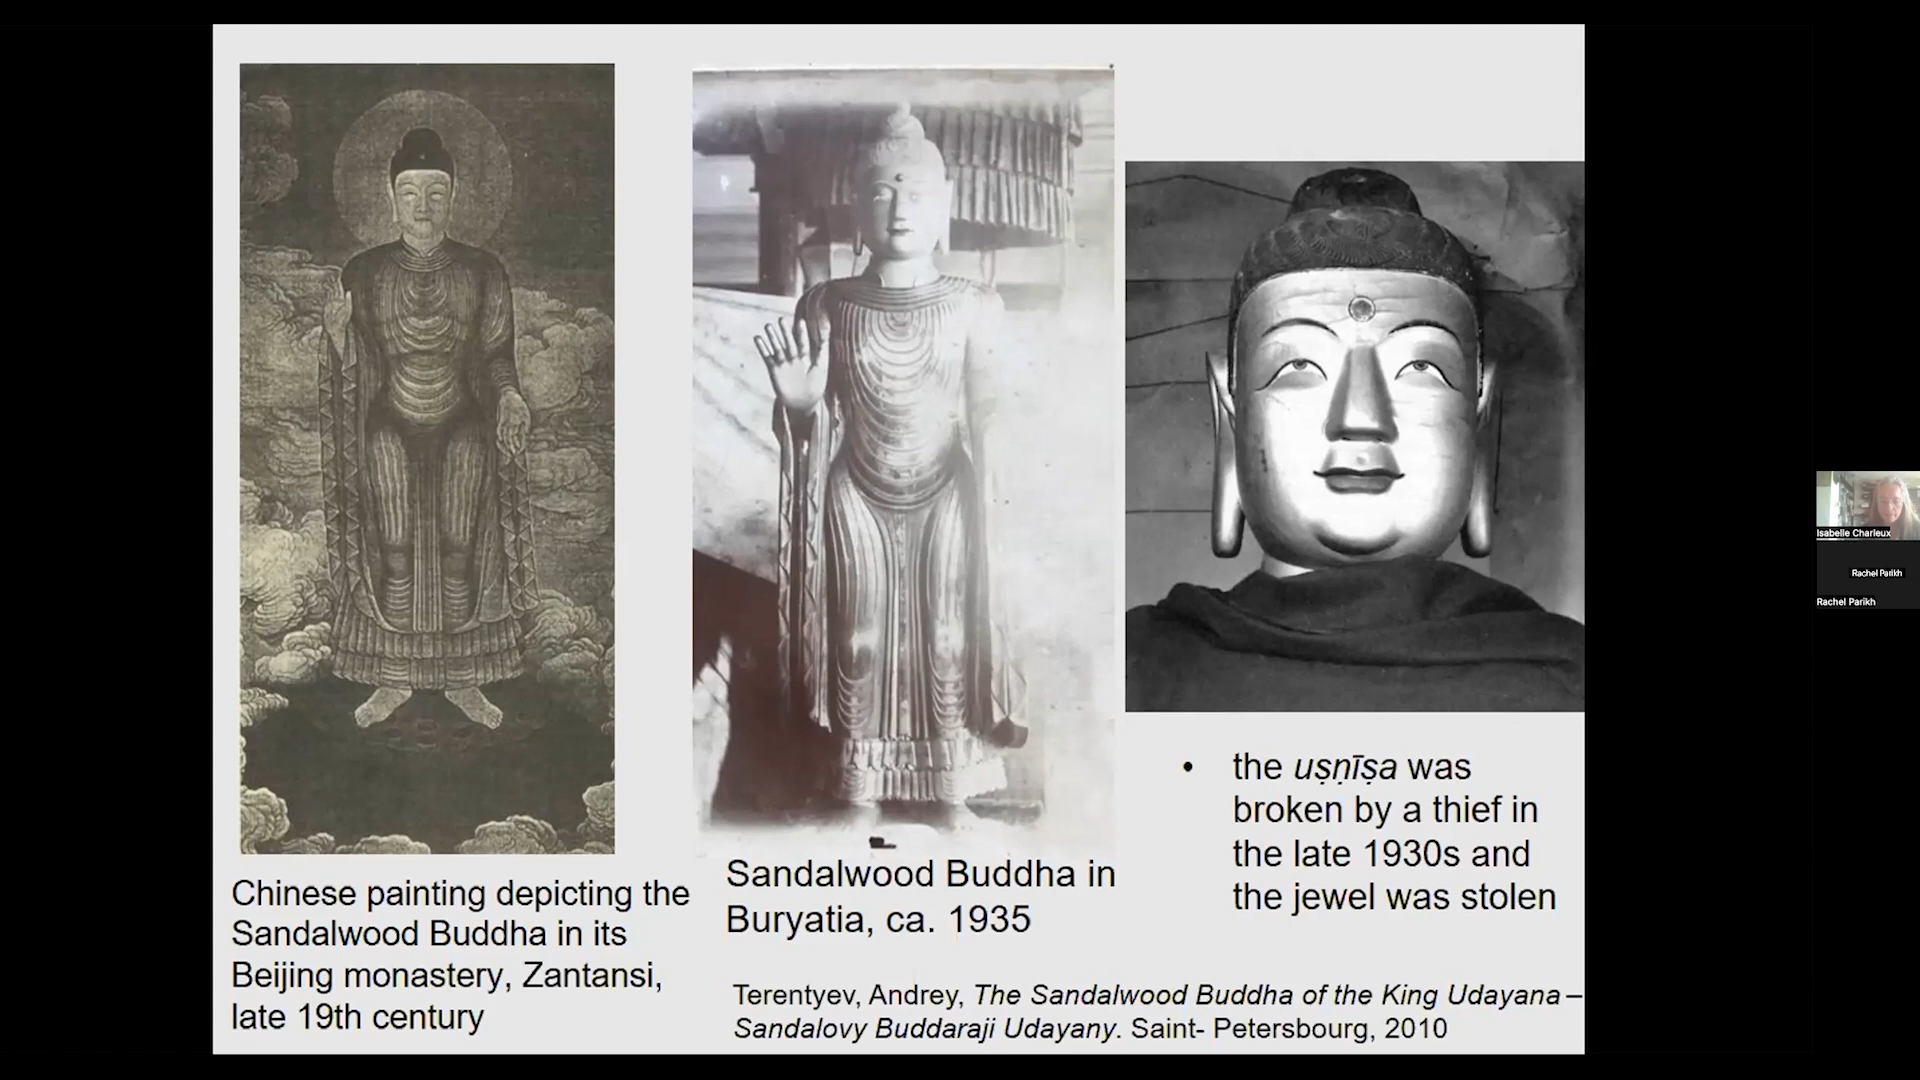 Chinese painting depicting the
Sandalwood Buddha in its
Beijing monastery, Zantansi,
late 19th century
Sandalwood Buddha in
Buryatia, ca. 1935
• the uṣṇīṣa was
broken by a thief in
the late 1930s and
the jewel was stolen
Terentyev, Andrey, The Sandalwood Buddha of the King Udayana –
Sandalovy Buddaraji Udayany. Saint- Petersbourg, 2010
Isabelle Charleux
Rachel Parikh
Rachel Parikh